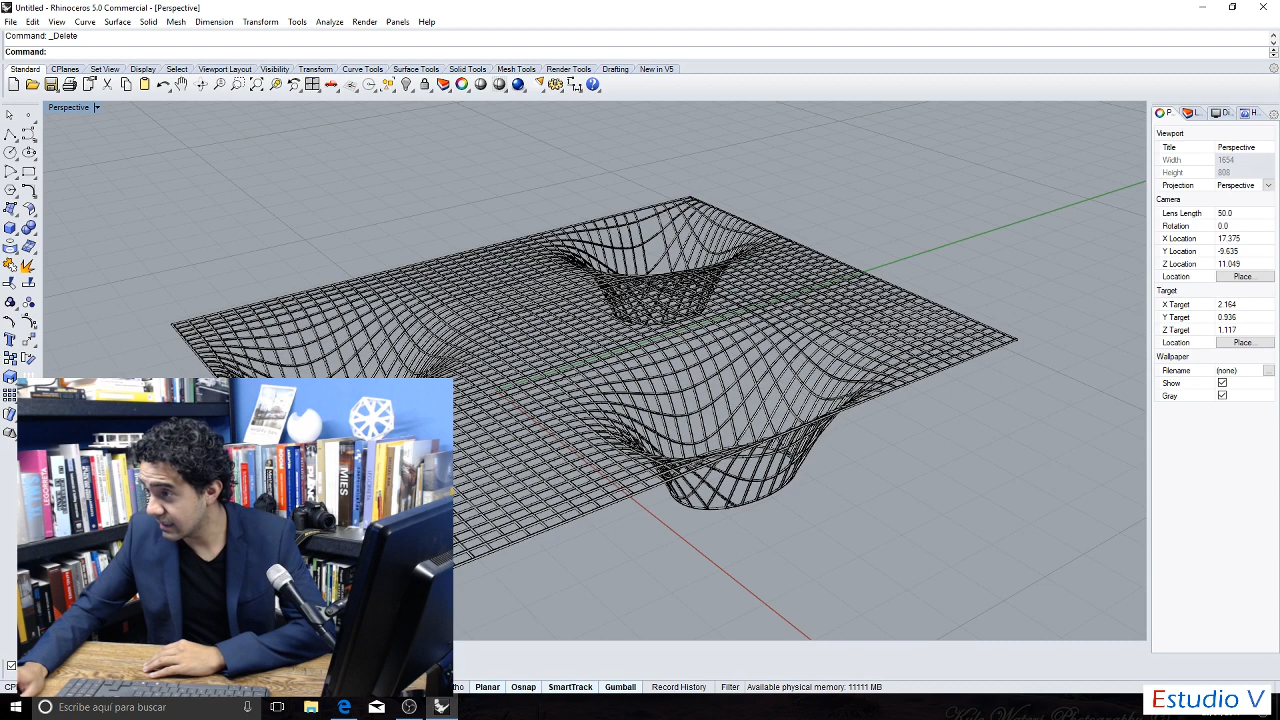 Untitled - Rhinoceros 5.0 Commercial - [Perspective]
File Edit View Curve Surface Solid Mesh Dimension Transform Tools Analyze Render Panels Help
Command: _Delete
Command:
Standard CPlanes Set View Display Select Viewport Layout Visibility Transform Curve Tools Surface Tools Solid Tools Mesh Tools Render Tools Drafting New in V5
Perspective
P... L... Di... H...
Viewport
Title Perspective
Width 1654
Height 808
Projection Perspective
Camera
Lens Length 50.0
Rotation 0.0
X Location 17.375
Y Location -9.635
Z Location 11.049
Location Place...
Target
X Target 2.164
Y Target 0.936
Z Target 1.117
Location Place...
Wallpaper
Filename (none) ...
Show
Gray
MIES
CP
tho Planar Osnap SmartTrack Gumball Record History Filter Available physical memory: 11111 MB
Estudio V
Escribe aquí para buscar